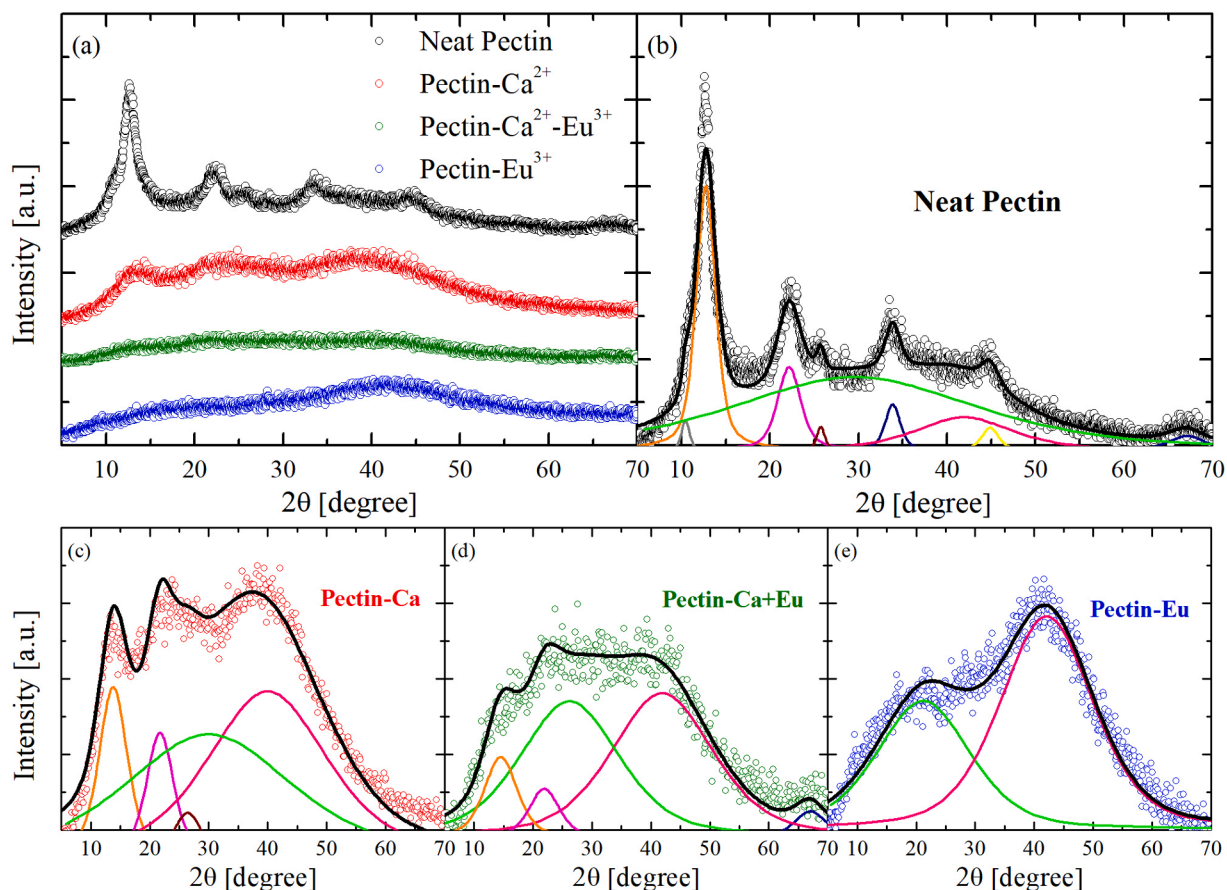 (a)
Neat Pectin
Pectin-Ca²⁺
Pectin-Ca²⁺-Eu³⁺
Pectin-Eu³⁺
Intensity [a.u.]
10 20 30 40 50 60 70
2θ [degree]
(b)
Neat Pectin
10 20 30 40 50 60 70
2θ [degree]
(c)
Pectin-Ca
Intensity [a.u.]
10 20 30 40 50 60 70
2θ [degree]
(d)
Pectin-Ca+Eu
10 20 30 40 50 60 70
2θ [degree]
(e)
Pectin-Eu
10 20 30 40 50 60 70
2θ [degree]